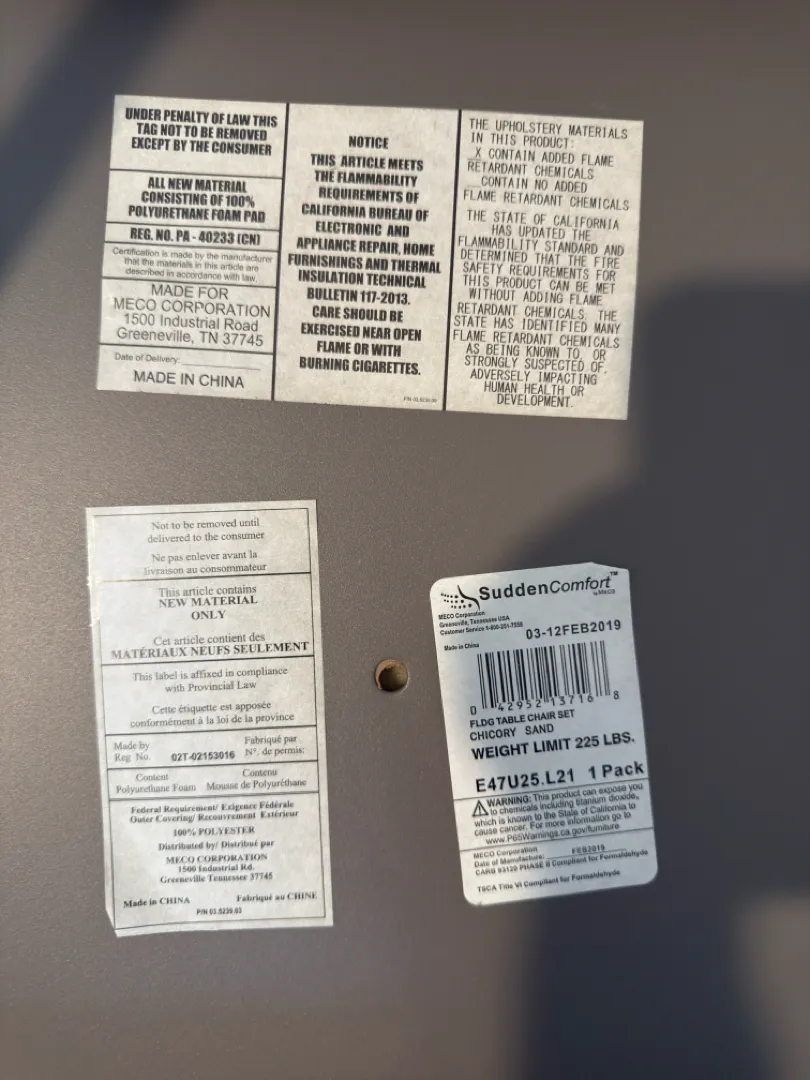 UNDER PENALTY OF LAW THIS
TAG NOT TO BE REMOVED
EXCEPT BY THE CONSUMER
ALL NEW MATERIAL
CONSISTING OF 100%
POLYURETHANE FOAM PAD
REG. NO. PA - 40233 (CN)
Certification is made by the manufacturer
that the materials in this article are
described in accordance with law.
MADE FOR
MECO CORPORATION
1500 Industrial Road
Greeneville, TN 37745
Date of Delivery:
MADE IN CHINA
NOTICE
THIS ARTICLE MEETS
THE FLAMMABILITY
REQUIREMENTS OF
CALIFORNIA BUREAU OF
ELECTRONIC AND
APPLIANCE REPAIR, HOME
FURNISHINGS AND THERMAL
INSULATION TECHNICAL
BULLETIN 117-2013.
CARE SHOULD BE
EXERCISED NEAR OPEN
FLAME OR WITH
BURNING CIGARETTES.
THE UPHOLSTERY MATERIALS
IN THIS PRODUCT:
X CONTAIN ADDED FLAME
RETARDANT CHEMICALS
CONTAIN NO ADDED
FLAME RETARDANT CHEMICALS
THE STATE OF CALIFORNIA
HAS UPDATED THE
FLAMMABILITY STANDARD AND
DETERMINED THAT THE FIRE
SAFETY REQUIREMENTS FOR
THIS PRODUCT CAN BE MET
WITHOUT ADDING FLAME
RETARDANT CHEMICALS. THE
STATE HAS IDENTIFIED MANY
FLAME RETARDANT CHEMICALS
AS BEING KNOWN TO, OR
STRONGLY SUSPECTED OF,
ADVERSELY IMPACTING
HUMAN HEALTH OR
DEVELOPMENT.
Not to be removed until
delivered to the consumer
Ne pas enlever avant la
livraison au consommateur
This article contains
NEW MATERIAL
ONLY
Cet article contient des
MATÉRIAUX NEUFS SEULEMENT
This label is affixed in compliance
with Provincial Law
Cette étiquette est apposée
conformément à la loi de la province
Made by Fabriqué par
Reg No. 02T-02153016 N°. de permis:
Content Contenu
Polyurethane Foam Mousse de Polyuréthane
Federal Requirement/ Exigence Fédérale
Outer Covering/ Recouvrement Extérieur
100% POLYESTER
Distributed by/ Distribué par
MECO CORPORATION
1500 Industrial Rd.
Greeneville Tennessee 37745
Made in CHINA Fabriqué au CHINE
P/N 03.5239.03
SuddenComfort™
by MECO
MECO Corporation
Greeneville, Tennessee USA
Customer Service 1-800-251-7558
Made in China
03-12FEB2019
0 42952 13716 8
FLDG TABLE CHAIR SET
CHICORY SAND
WEIGHT LIMIT 225 LBS.
E47U25.L21 1 Pack
⚠ WARNING: This product can expose you
to chemicals including titanium dioxide,
which is known to the State of California to
cause cancer. For more information go to
www.P65Warnings.ca.gov/furniture
MECO Corporation
Date of Manufacture: FEB2019
CARB 93120 PHASE II Compliant for Formaldehyde
TSCA Title VI Compliant for Formaldehyde